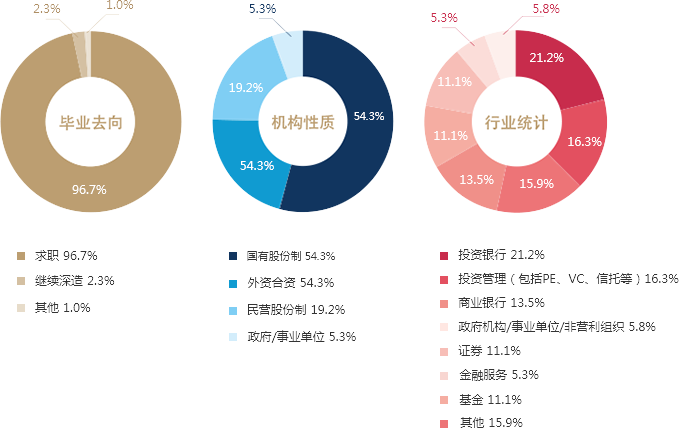 2.3%
1.0%
毕业去向
96.7%
求职 96.7%
继续深造 2.3%
其他 1.0%
5.3%
19.2%
54.3%
机构性质
54.3%
国有股份制 54.3%
外资合资 54.3%
民营股份制 19.2%
政府/事业单位 5.3%
5.3%
5.8%
21.2%
11.1%
行业统计
11.1%
16.3%
13.5%
15.9%
投资银行 21.2%
投资管理（包括PE、VC、信托等）16.3%
商业银行 13.5%
政府机构/事业单位/非营利组织 5.8%
证券 11.1%
金融服务 5.3%
基金 11.1%
其他 15.9%